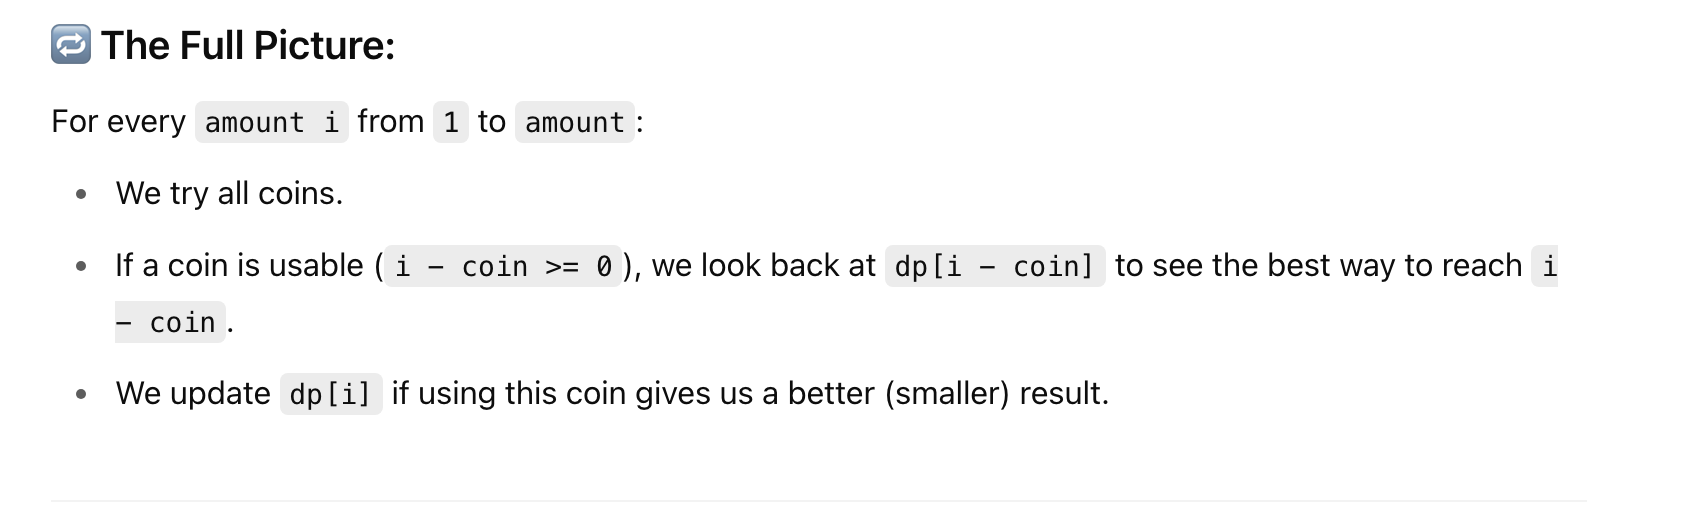 🔁 The Full Picture:
For every amount i from 1 to amount:
• We try all coins.
• If a coin is usable (i - coin >= 0), we look back at dp[i - coin] to see the best way to reach i
- coin.
• We update dp[i] if using this coin gives us a better (smaller) result.